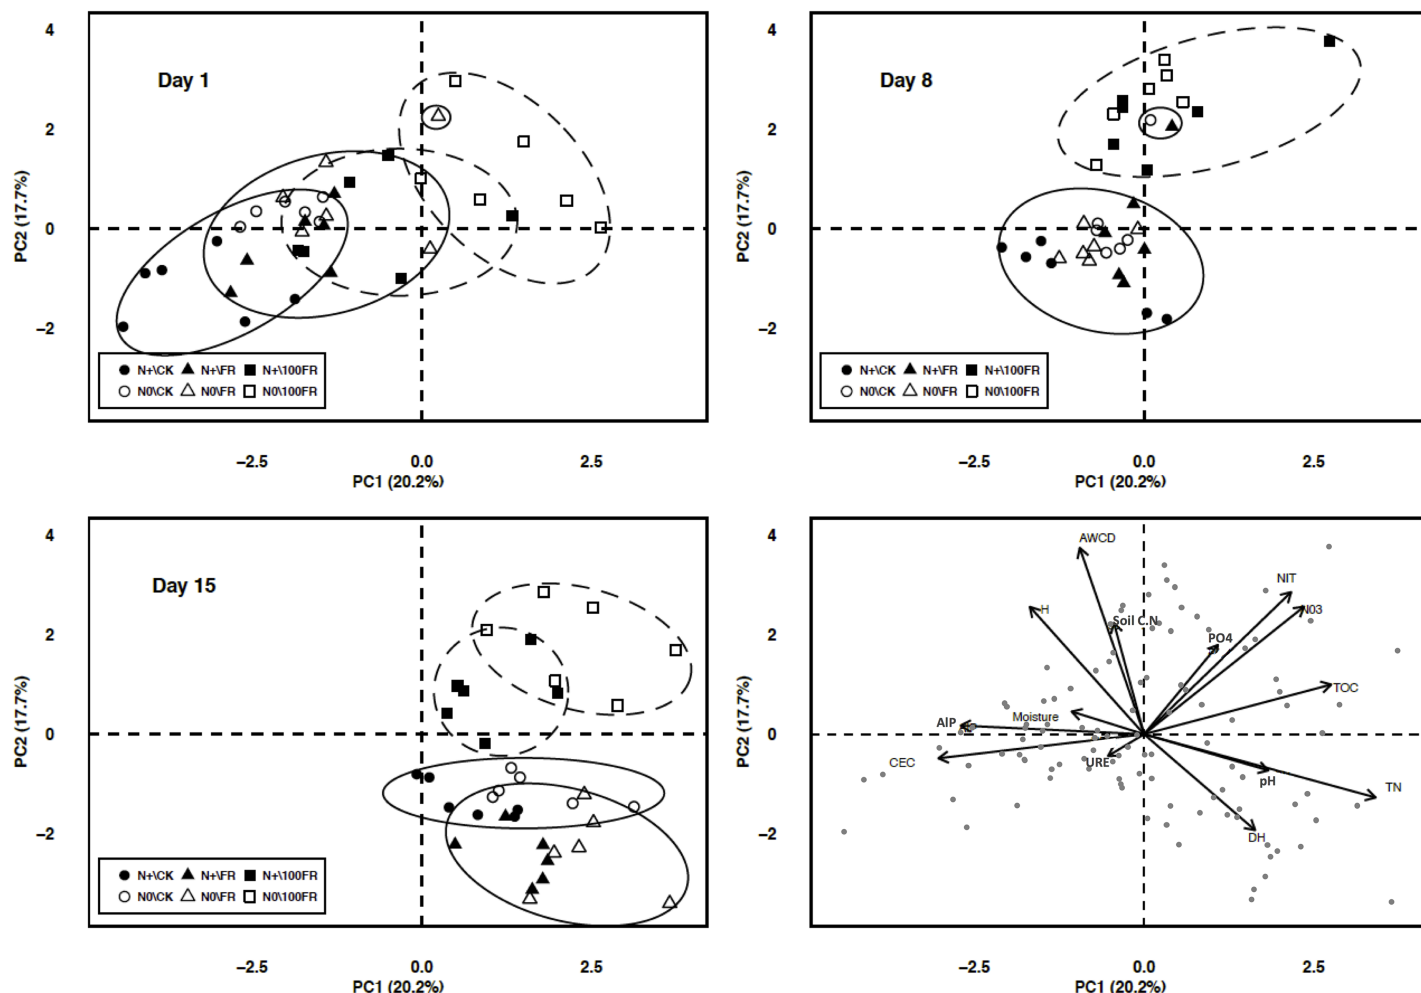 4
Day 1
2
0
−2
PC2 (17.7%)
N+\CK N+\FR N+\100FR
N0\CK N0\FR N0\100FR
−2.5 0.0 2.5
PC1 (20.2%)
4
Day 8
2
0
−2
PC2 (17.7%)
N+\CK N+\FR N+\100FR
N0\CK N0\FR N0\100FR
−2.5 0.0 2.5
PC1 (20.2%)
4
Day 15
2
0
−2
PC2 (17.7%)
N+\CK N+\FR N+\100FR
N0\CK N0\FR N0\100FR
−2.5 0.0 2.5
PC1 (20.2%)
4
2
0
−2
PC2 (17.7%)
AWCD
NIT
H
N03
Soil C.N
PO4
TOC
Moisture
AlP
CEC
URE
pH
TN
DH
−2.5 0.0 2.5
PC1 (20.2%)